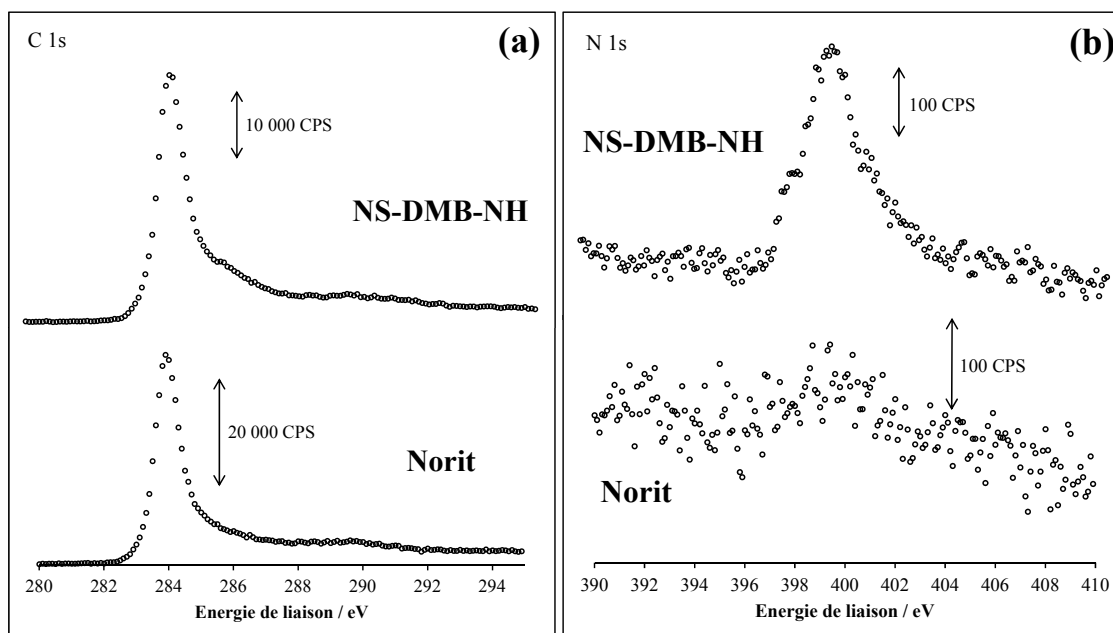 C 1s
(a)
10 000 CPS
NS-DMB-NH
20 000 CPS
Norit
280 282 284 286 288 290 292 294
Energie de liaison / eV
N 1s
(b)
100 CPS
NS-DMB-NH
100 CPS
Norit
390 392 394 396 398 400 402 404 406 408 410
Energie de liaison / eV